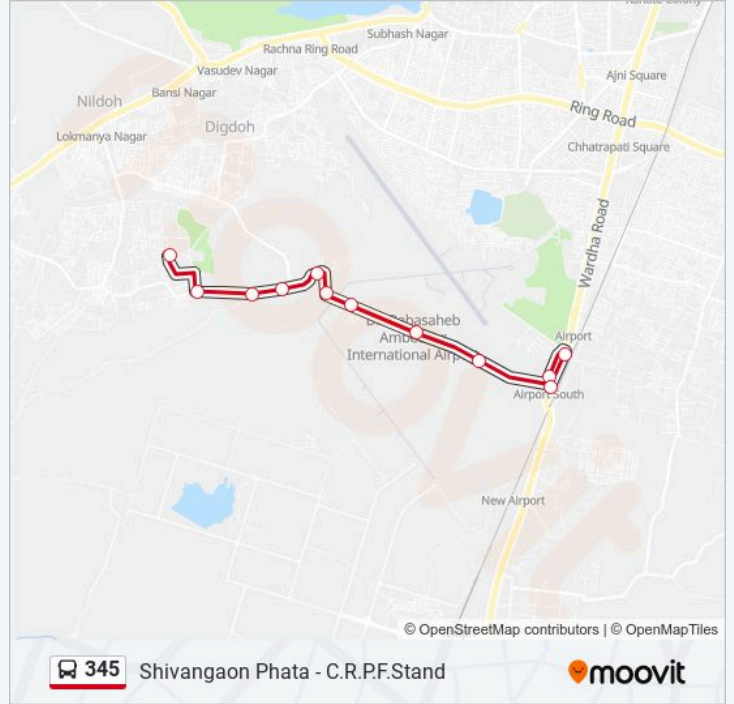 Subhash Nagar
Rachna Ring Road
Vasudev Nagar
Ajni Square
Bansi Nagar
Nildoh
Ring Road
Digdoh
Lokmanya Nagar
Chhatrapati Square
Wardha Road
Babasaheb
International
Airport
Airport South
New Airport
© OpenStreetMap contributors | © OpenMapTiles
345 Shivangaon Phata - C.R.P.F.Stand
moovit